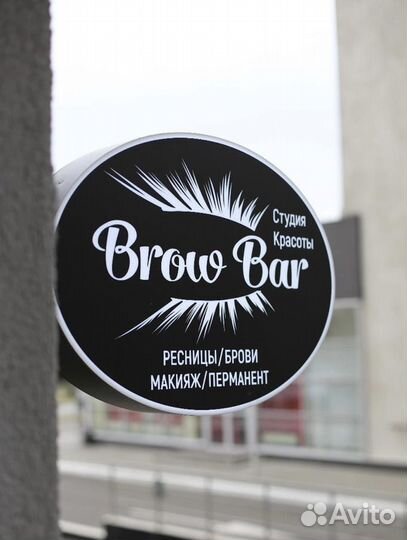 Студия
Красоты
Brow Bar
РЕСНИЦЫ/БРОВИ
МАКИЯЖ/ПЕРМАНЕНТ
Avito